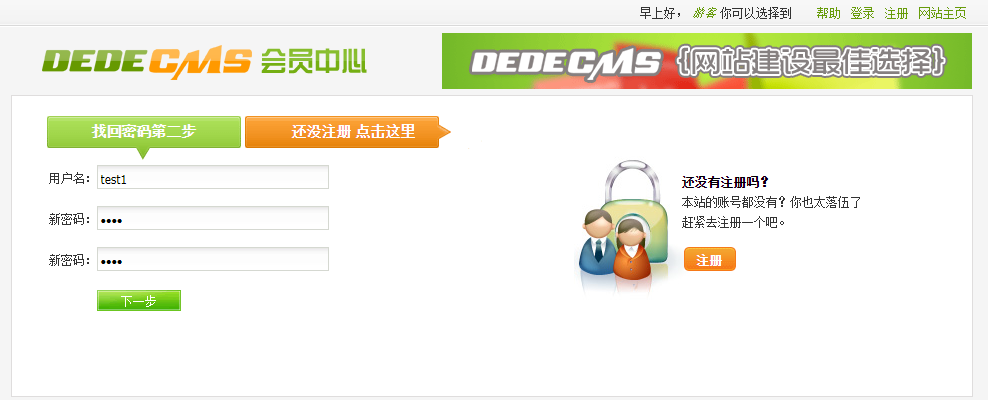 早上好， 游客 你可以选择到 帮助 登录 注册 网站主页
DEDECMS 会员中心
DEDECMS {网站建设最佳选择}
找回密码第二步 还没注册 点击这里
用户名： test1
新密码： ••••
新密码： ••••
下一步
还没有注册吗？
本站的账号都没有？你也太落伍了
赶紧去注册一个吧。
注册